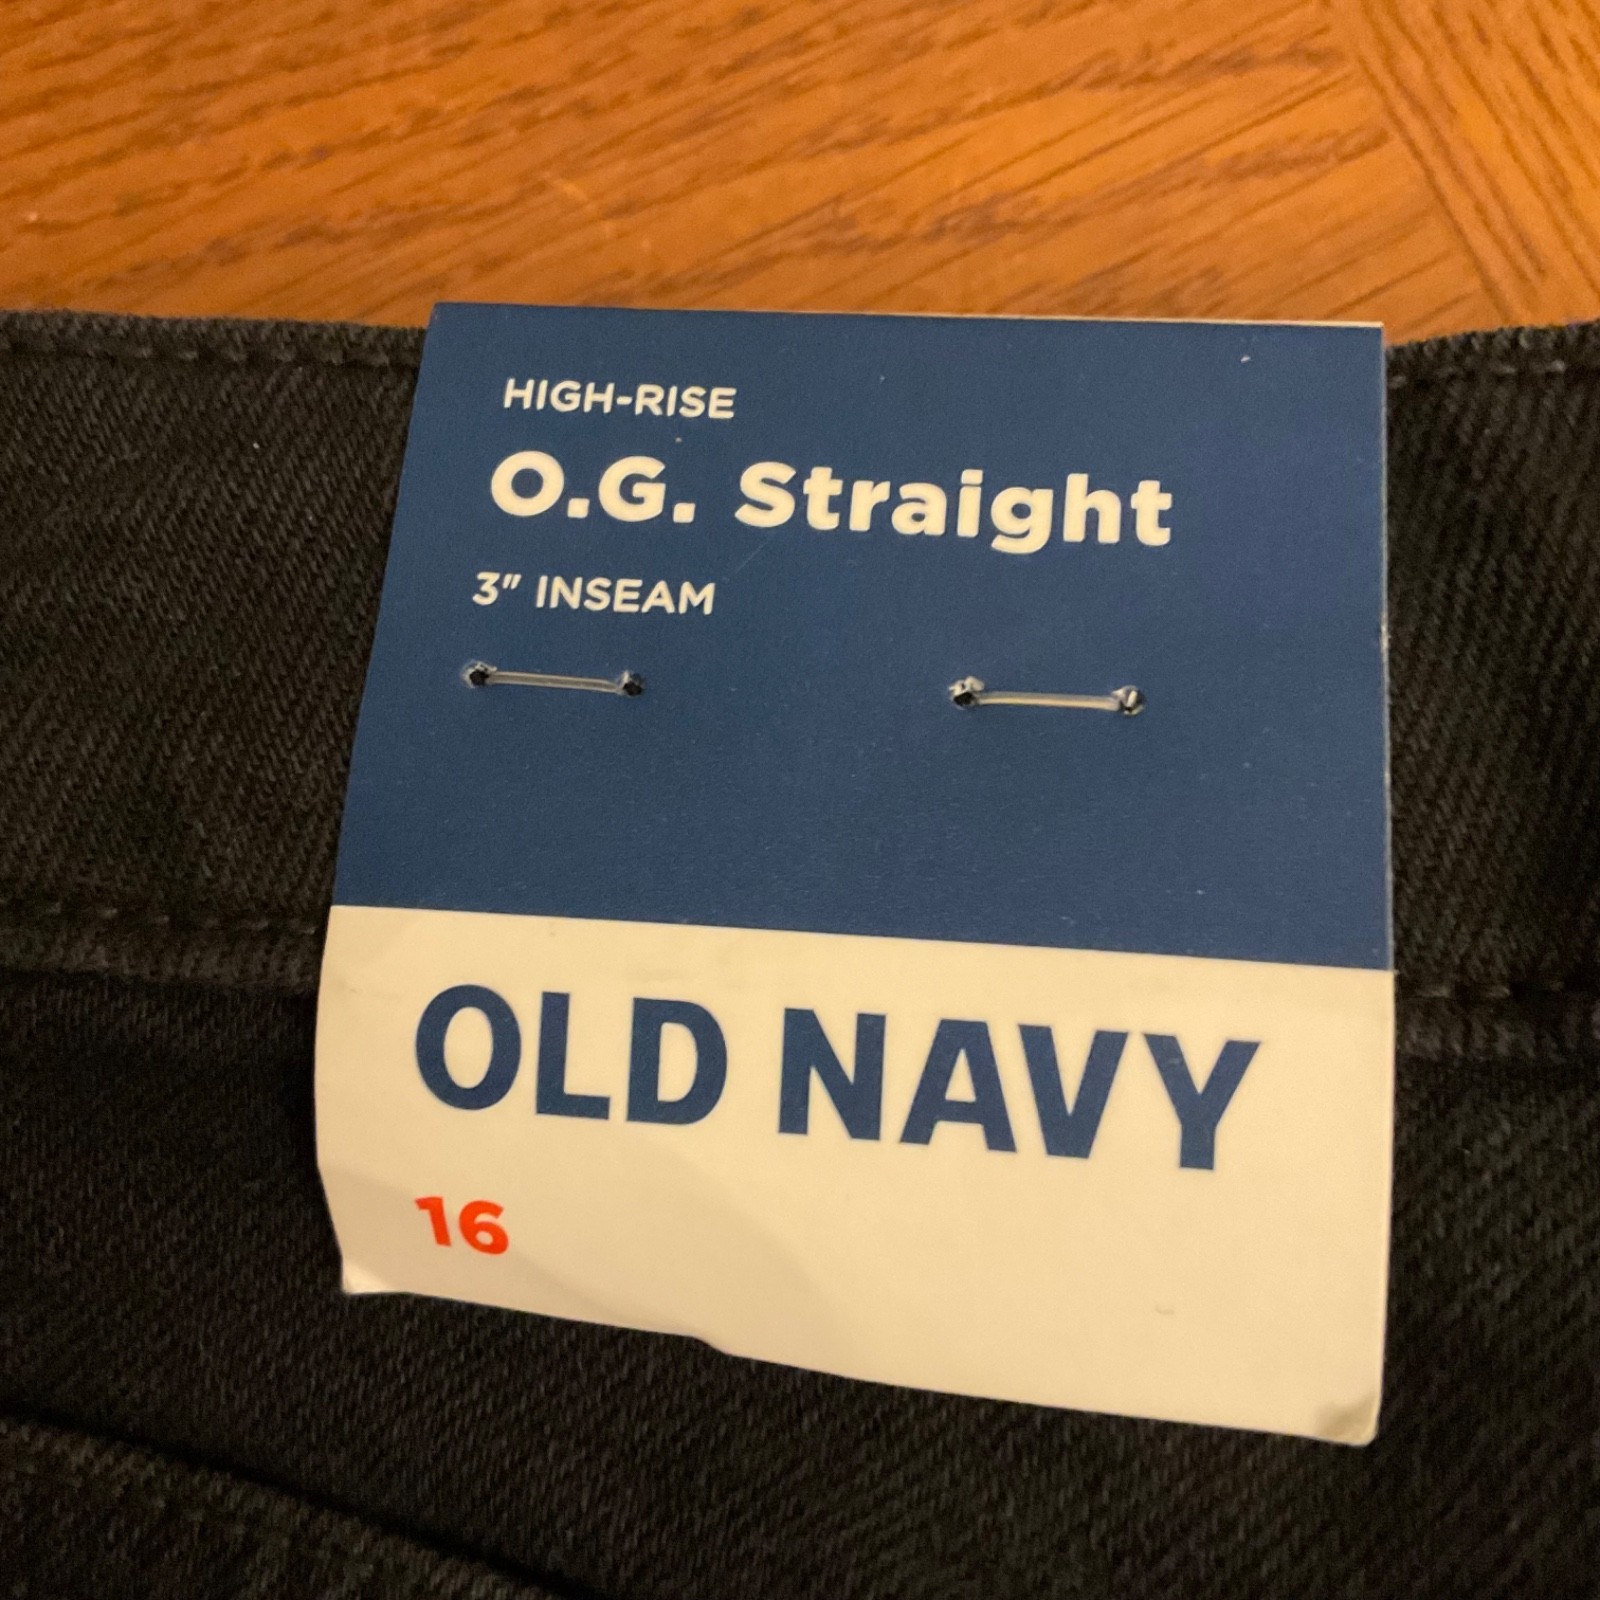 HIGH-RISE
O.G. Straight
3" INSEAM
OLD NAVY
16